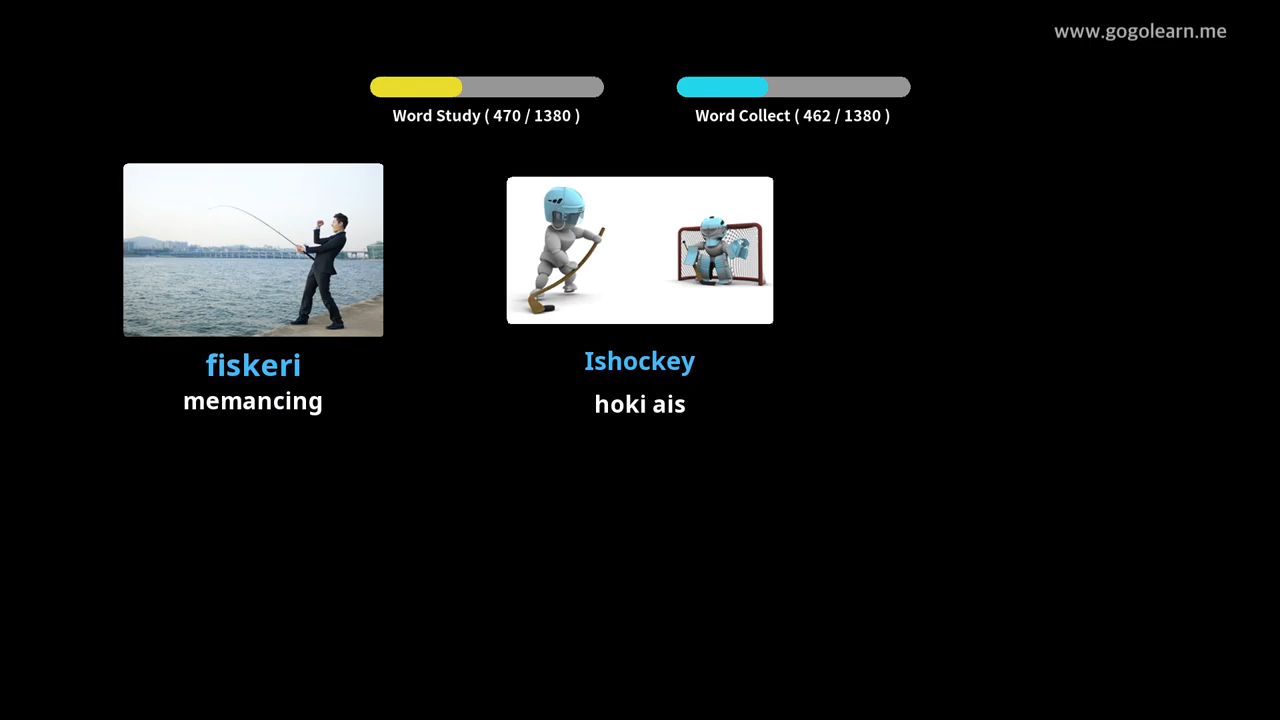 www.gogolearn.me
Word Study ( 470 / 1380 )
Word Collect ( 462 / 1380 )
fiskeri
memancing
Ishockey
hoki ais